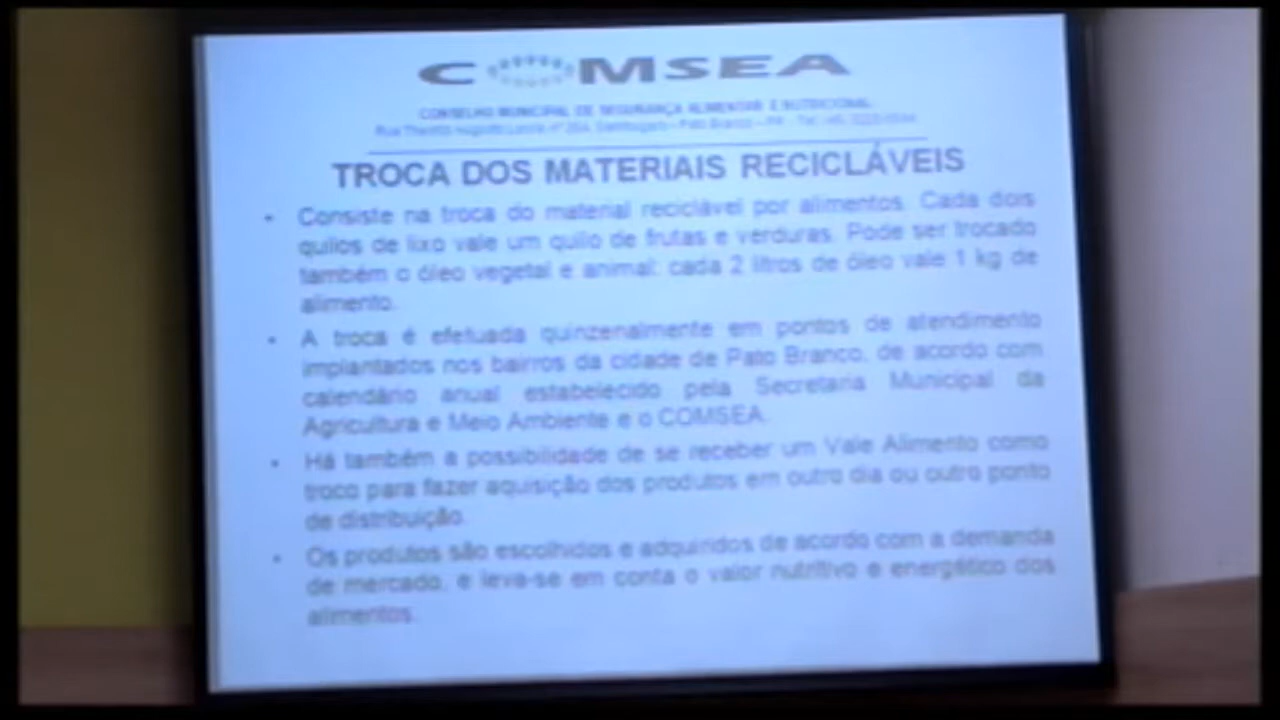 COMSEA
CONSELHO MUNICIPAL DE SEGURANÇA ALIMENTAR E NUTRICIONAL
Pato Branco - PR
TROCA DOS MATERIAIS RECICLÁVEIS
• Consiste na troca do material reciclável por alimentos. Cada dois
quilos de lixo vale um quilo de frutas e verduras. Pode ser trocado
também o óleo vegetal e animal: cada 2 litros de óleo vale 1 kg de
alimento.
• A troca é efetuada quinzenalmente em pontos de atendimento
implantados nos bairros da cidade de Pato Branco, de acordo com
calendário anual estabelecido pela Secretaria Municipal da
Agricultura e Meio Ambiente e o COMSEA.
• Há também a possibilidade de se receber um Vale Alimento como
troco para fazer aquisição dos produtos em outro dia ou outro ponto
de distribuição.
• Os produtos são escolhidos e adquiridos de acordo com a demanda
de mercado, e leva-se em conta o valor nutritivo e energético dos
alimentos.